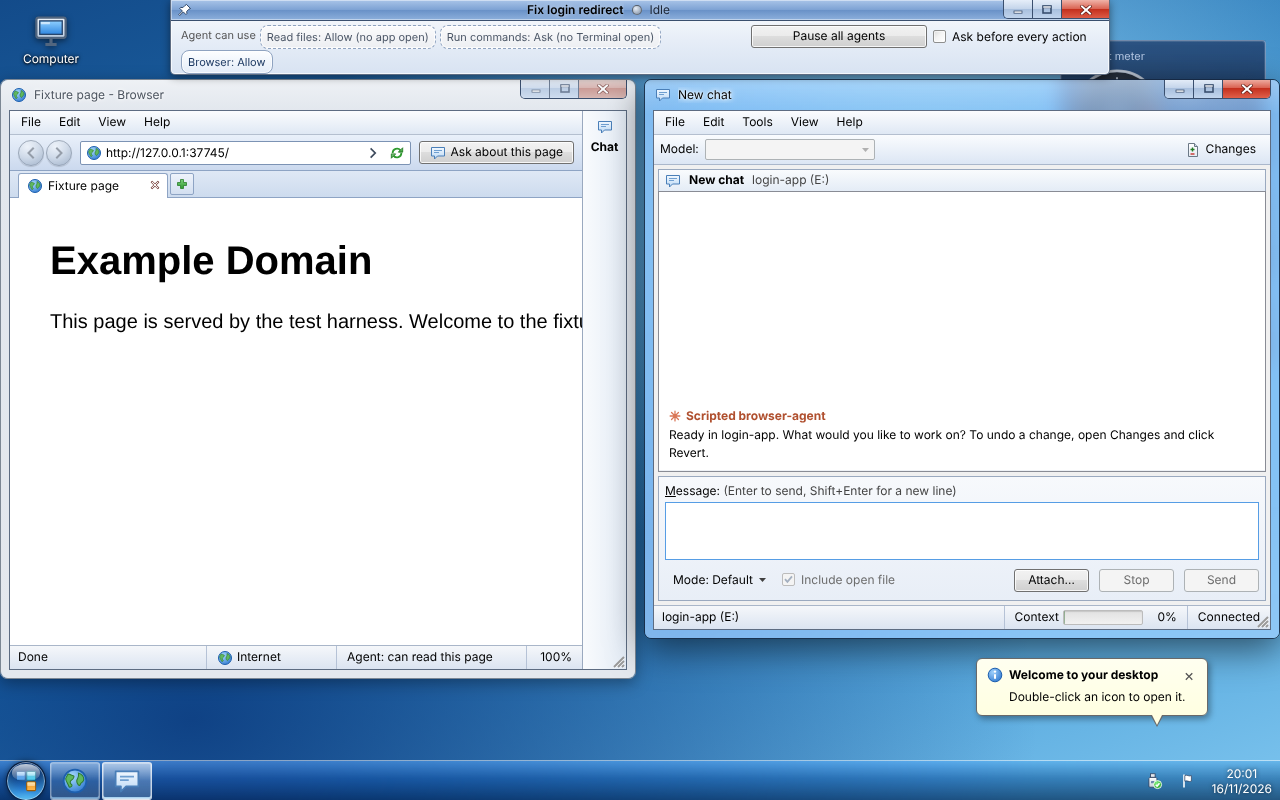 Computer
Fix login redirect Idle
Agent can use Read files: Allow (no app open) Run commands: Ask (no Terminal open)
Browser: Allow
Pause all agents Ask before every action
meter
Fixture page - Browser
File Edit View Help
http://127.0.0.1:37745/ Ask about this page
Chat
Fixture page
Example Domain
This page is served by the test harness. Welcome to the
Done Internet Agent: can read this page 100%
New chat
File Edit Tools View Help
Model: Changes
New chat login-app (E:)
Scripted browser-agent
Ready in login-app. What would you like to work on? To undo a change, open Changes and click
Revert.
Message: (Enter to send, Shift+Enter for a new line)
Mode: Default Include open file Attach... Stop Send
login-app (E:) Context 0% Connected
Welcome to your desktop
Double-click an icon to open it.
20:01
16/11/2026